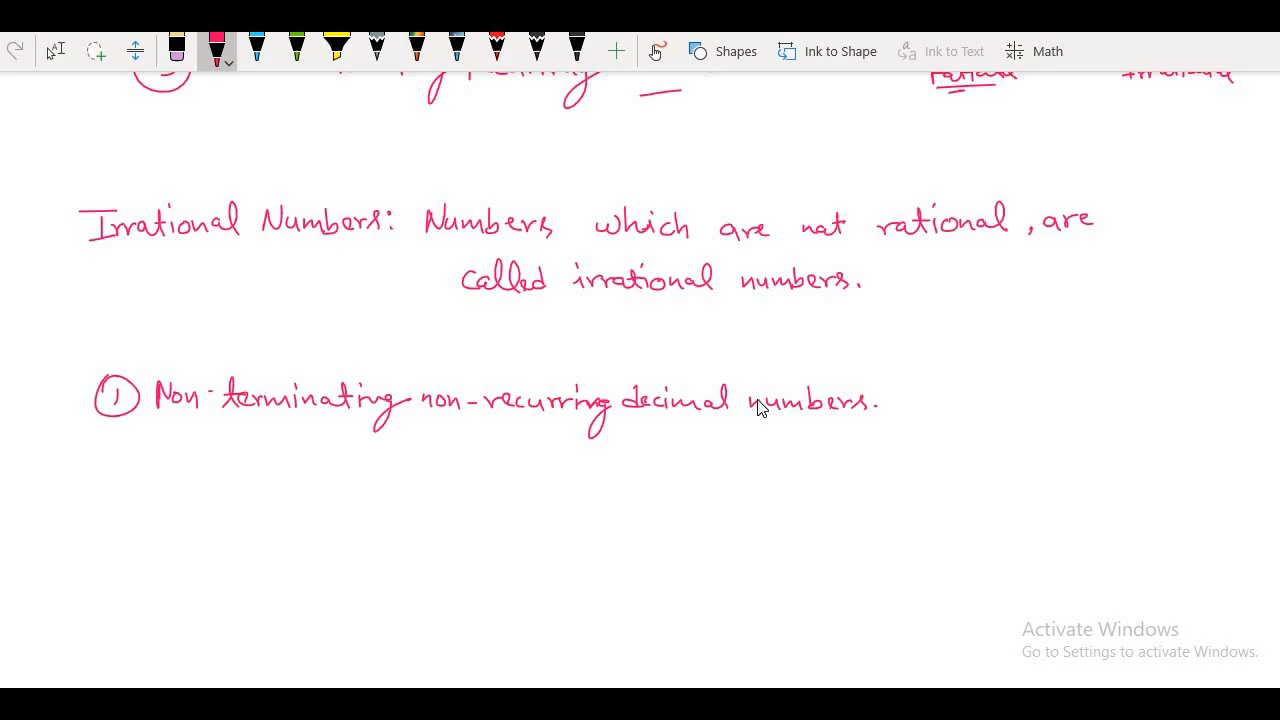 Shapes Ink to Shape Ink to Text Math
Irrational Numbers: Numbers which are not rational, are
called irrational numbers.
① Non-terminating non-recurring decimal numbers.
Activate Windows
Go to Settings to activate Windows.